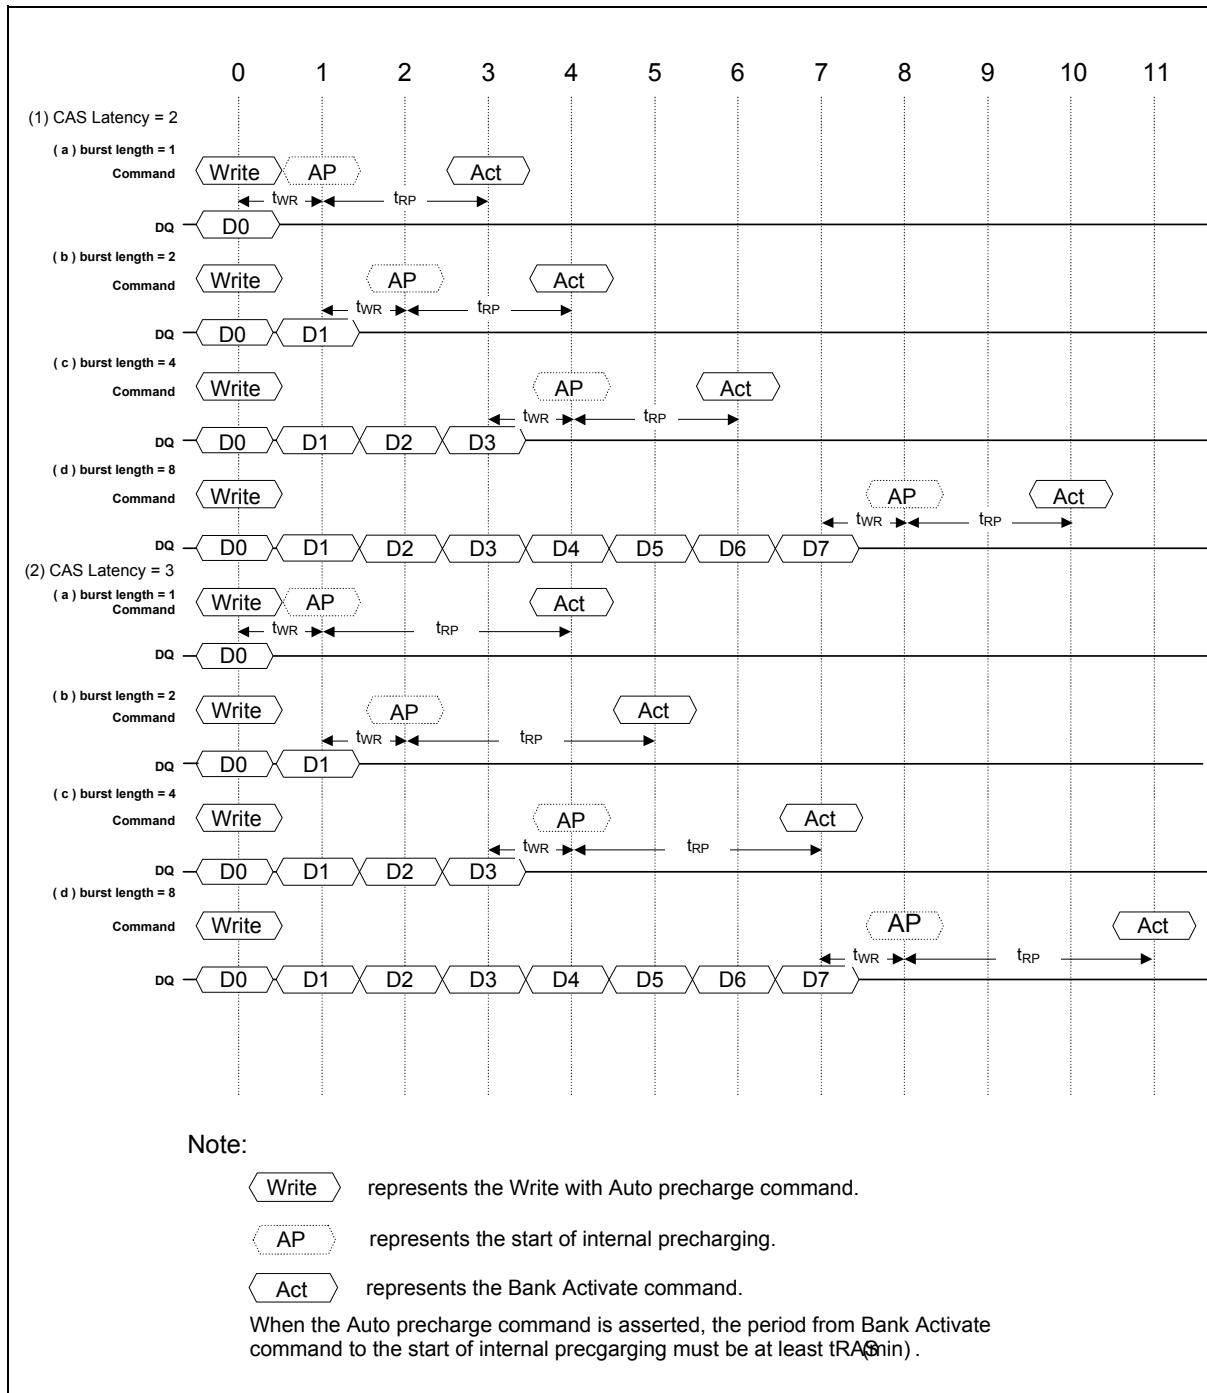 0 1 2 3 4 5 6 7 8 9 10 11
(1) CAS Latency = 2
( a ) burst length = 1
Command Write AP Act
tWR tRP
DQ D0
( b ) burst length = 2
Command Write AP Act
tWR tRP
DQ D0 D1
( c ) burst length = 4
Command Write AP Act
tWR tRP
DQ D0 D1 D2 D3
( d ) burst length = 8
Command Write AP Act
tWR tRP
DQ D0 D1 D2 D3 D4 D5 D6 D7
(2) CAS Latency = 3
( a ) burst length = 1
Command Write AP Act
tWR tRP
DQ D0
( b ) burst length = 2
Command Write AP Act
tWR tRP
DQ D0 D1
( c ) burst length = 4
Command Write AP Act
tWR tRP
DQ D0 D1 D2 D3
( d ) burst length = 8
Command Write AP Act
tWR tRP
DQ D0 D1 D2 D3 D4 D5 D6 D7
Note:
Write represents the Write with Auto precharge command.
AP represents the start of internal precharging.
Act represents the Bank Activate command.
When the Auto precharge command is asserted, the period from Bank Activate
command to the start of internal precgarging must be at least tRAS(min) .